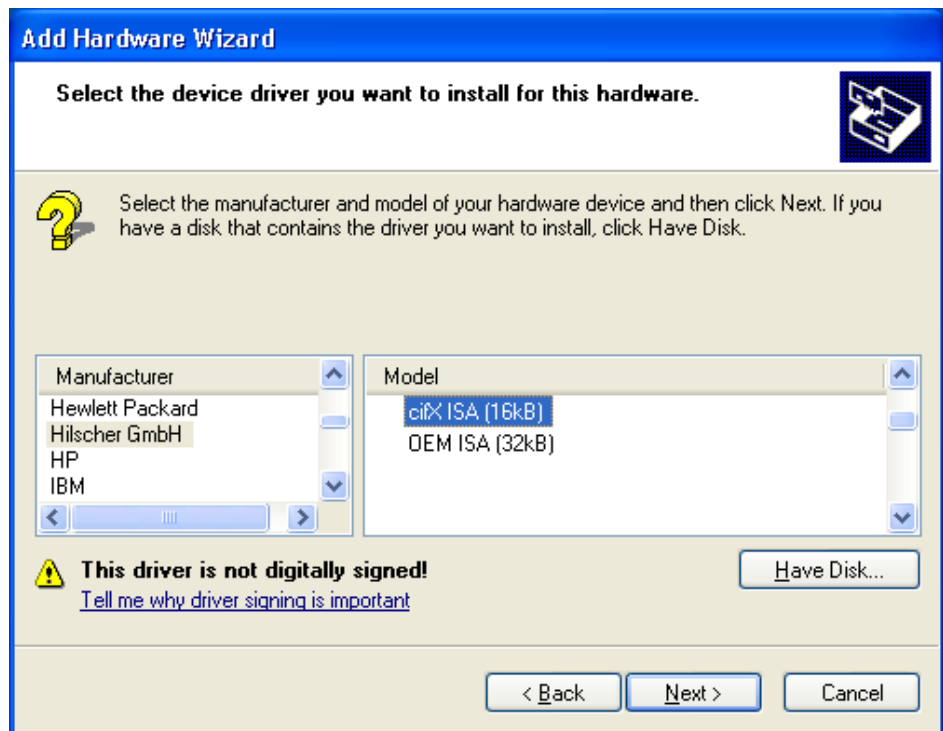 Add Hardware Wizard
Select the device driver you want to install for this hardware.
Select the manufacturer and model of your hardware device and then click Next. If you
have a disk that contains the driver you want to install, click Have Disk.
Manufacturer
Hewlett Packard
Hilscher GmbH
HP
IBM
Model
cifX ISA (16kB)
OEM ISA (32kB)
This driver is not digitally signed!
Tell me why driver signing is important
Have Disk...
< Back
Next >
Cancel